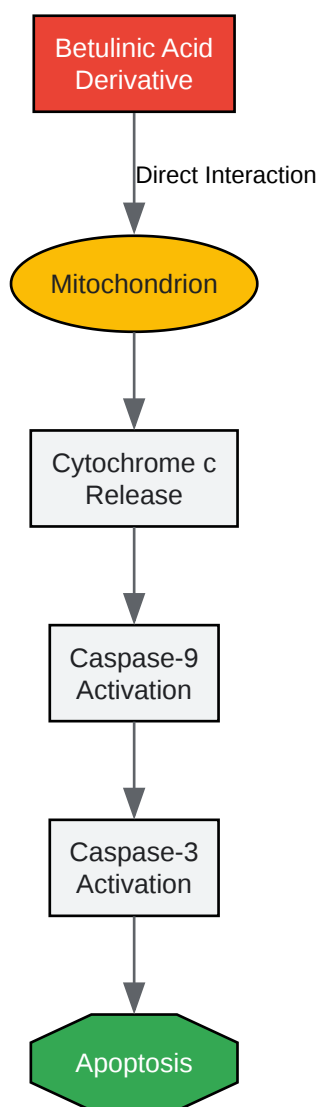 Betulinic Acid
Derivative
Direct Interaction
Mitochondrion
Cytochrome c
Release
Caspase-9
Activation
Caspase-3
Activation
Apoptosis